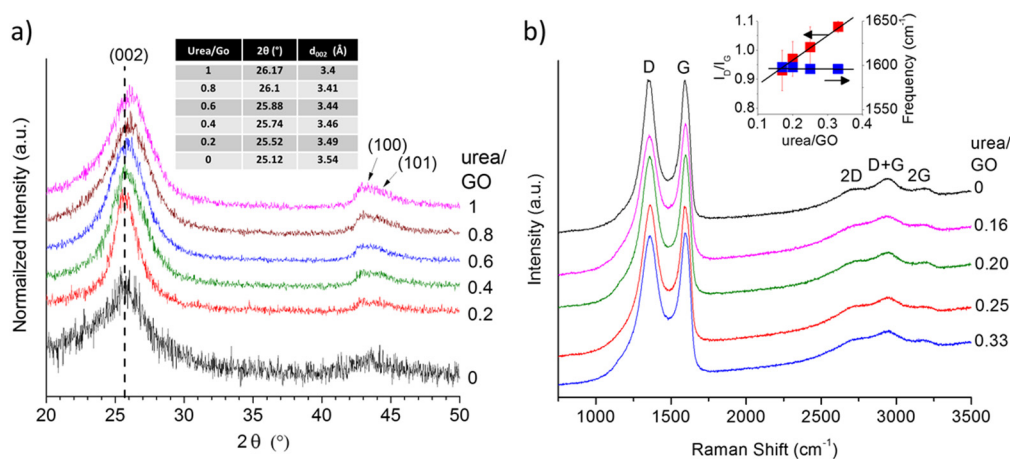 a)
(002)
Urea/Go 2θ (°) d₀₀₂ (Å)
1 26.17 3.4
0.8 26.1 3.41
0.6 25.88 3.44
0.4 25.74 3.46
0.2 25.52 3.49
0 25.12 3.54
(100)
(101)
urea/
GO
1
0.8
0.6
0.4
0.2
0
Normailzed Intensity (a.u.)
20 25 30 35 40 45 50
2θ (°)
b)
D G
I_D/I_G
1.1
1.0
0.9
0.8
1650
1600
1550
Frequency (cm⁻¹)
0.1 0.2 0.3 0.4
urea/GO
2D D+G 2G
urea/
GO
0
0.16
0.20
0.25
0.33
Intensity (a.u.)
1000 1500 2000 2500 3000 3500
Raman Shift (cm⁻¹)